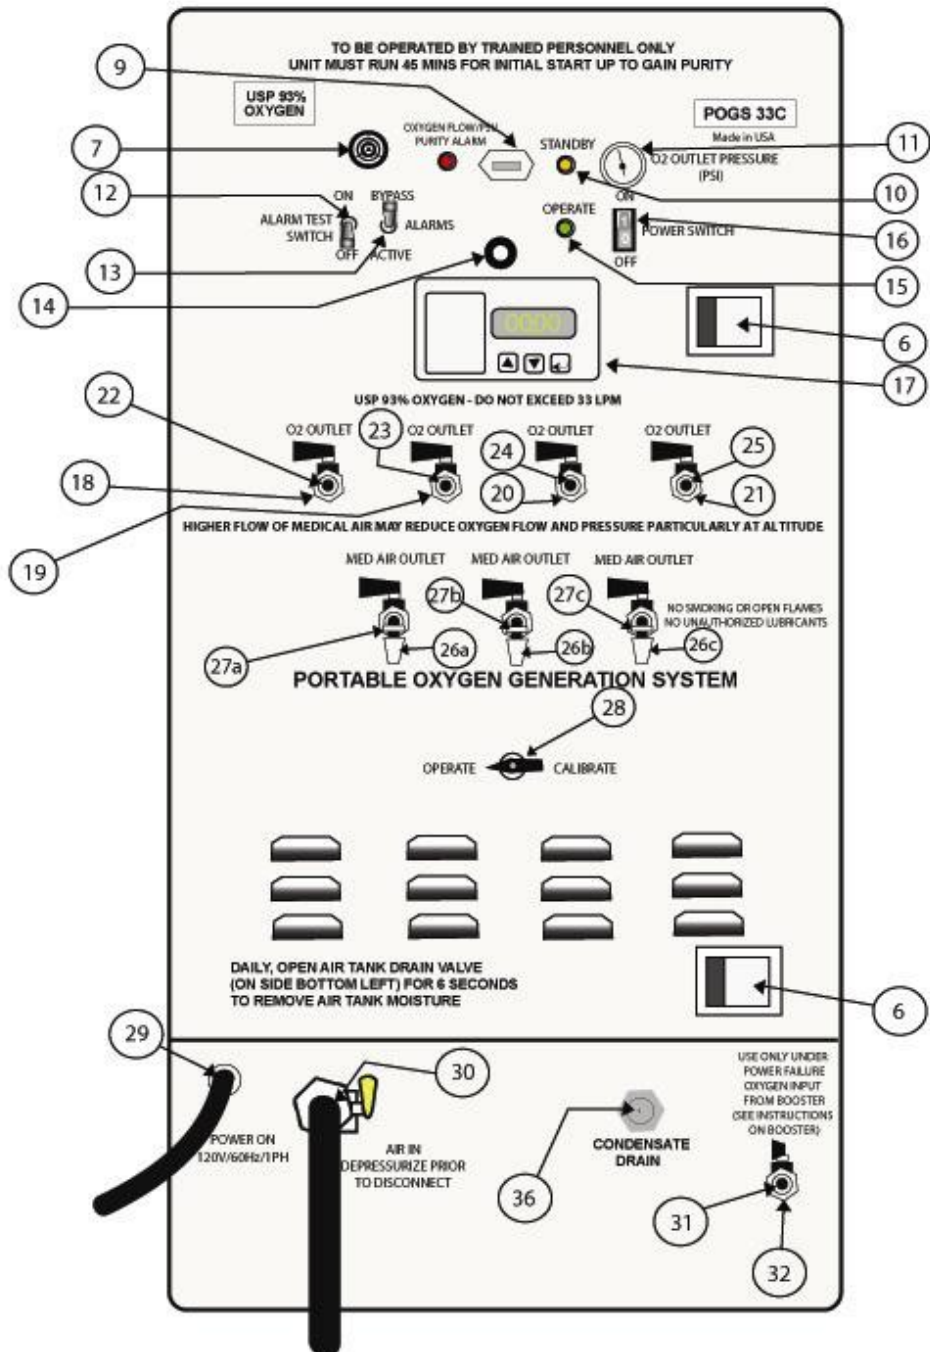 TO BE OPERATED BY TRAINED PERSONNEL ONLY
UNIT MUST RUN 45 MINS FOR INITIAL START UP TO GAIN PURITY
9
USP 93%
OXYGEN
POGS 33C
Made in USA
7
OXYGEN FLOW/PSI/
PURITY ALARM
STANDBY
O2 OUTLET PRESSURE
(PSI)
11
12
10
ON
BYPASS
ALARM TEST
SWITCH
ALARMS
OFF
ACTIVE
OPERATE
ON
POWER SWITCH
OFF
16
13
14
15
00:00
6
17
USP 93% OXYGEN - DO NOT EXCEED 33 LPM
22
O2 OUTLET
23
O2 OUTLET
O2 OUTLET
O2 OUTLET
24
25
18
20
21
HIGHER FLOW OF MEDICAL AIR MAY REDUCE OXYGEN FLOW AND PRESSURE PARTICULARLY AT ALTITUDE
19
MED AIR OUTLET
MED AIR OUTLET
MED AIR OUTLET
27b
27c
NO SMOKING OR OPEN FLAMES
NO UNAUTHORIZED LUBRICANTS
27a
26a
26b
26c
PORTABLE OXYGEN GENERATION SYSTEM
28
OPERATE
CALIBRATE
DAILY, OPEN AIR TANK DRAIN VALVE
(ON SIDE BOTTOM LEFT) FOR 6 SECONDS
TO REMOVE AIR TANK MOISTURE
6
29
30
USE ONLY UNDER
POWER FAILURE
OXYGEN INPUT
FROM BOOSTER
(SEE INSTRUCTIONS
ON BOOSTER)
POWER ON
120V/60Hz/1PH
AIR IN
DEPRESSURIZE PRIOR
TO DISCONNECT
CONDENSATE
DRAIN
36
31
32